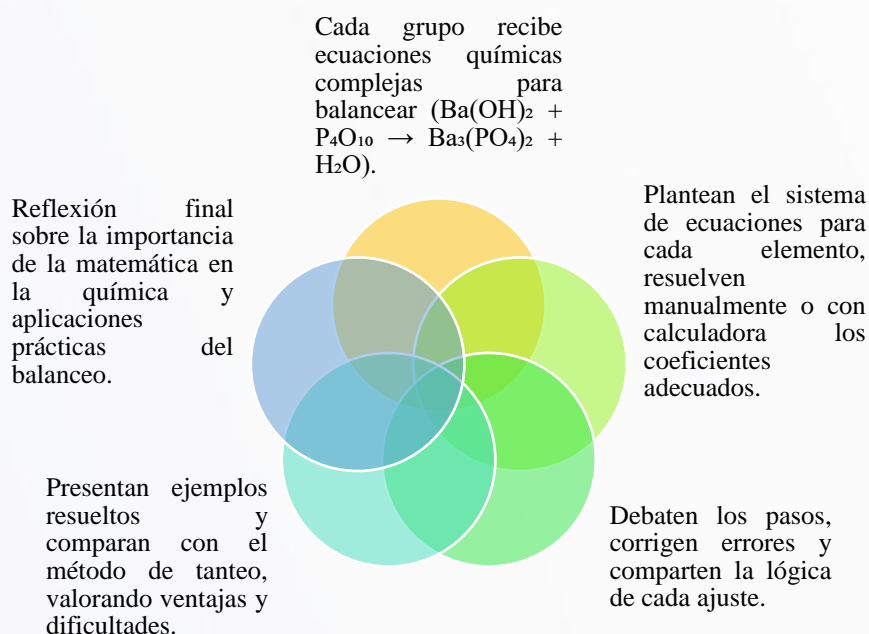 Cada grupo recibe
ecuaciones químicas
complejas para
balancear (Ba(OH)₂ +
P₄O₁₀ → Ba₃(PO₄)₂ +
H₂O).
Plantean el sistema
de ecuaciones para
cada elemento,
resuelven
manualmente o con
calculadora los
coeficientes
adecuados.
Debaten los pasos,
corrigen errores y
comparten la lógica
de cada ajuste.
Presentan ejemplos
resueltos y
comparan con el
método de tanteo,
valorando ventajas y
dificultades.
Reflexión final
sobre la importancia
de la matemática en
la química y
aplicaciones
prácticas del
balanceo.